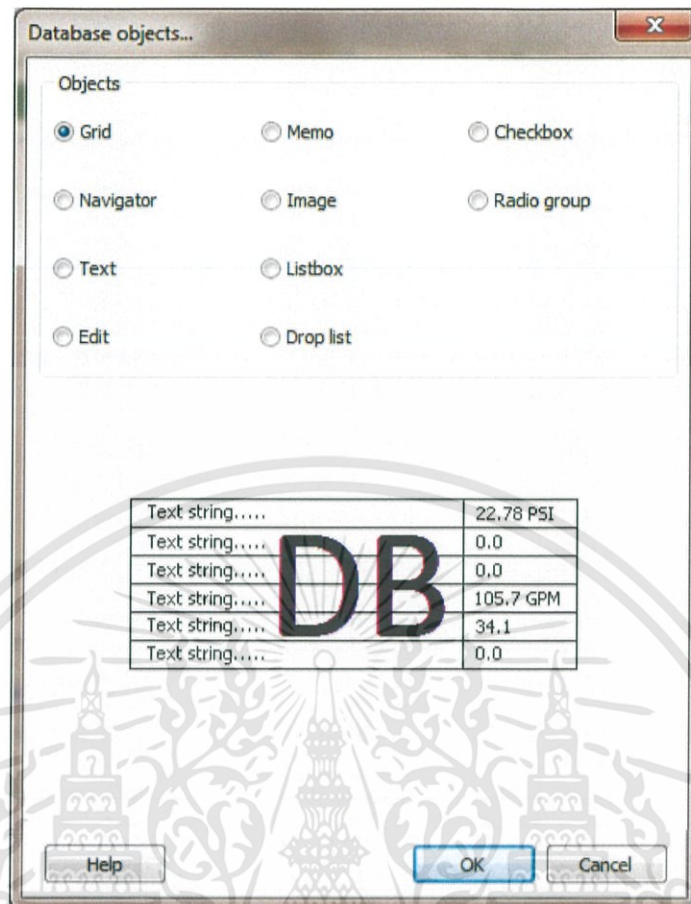 Database objects...
Objects
Grid Memo Checkbox
Navigator Image Radio group
Text Listbox
Edit Drop list
Text string..... 22.78 PSI
Text string..... 0.0
Text string..... 0.0
Text string..... 105.7 GPM
Text string..... 34.1
Text string..... 0.0
DB
Help OK Cancel